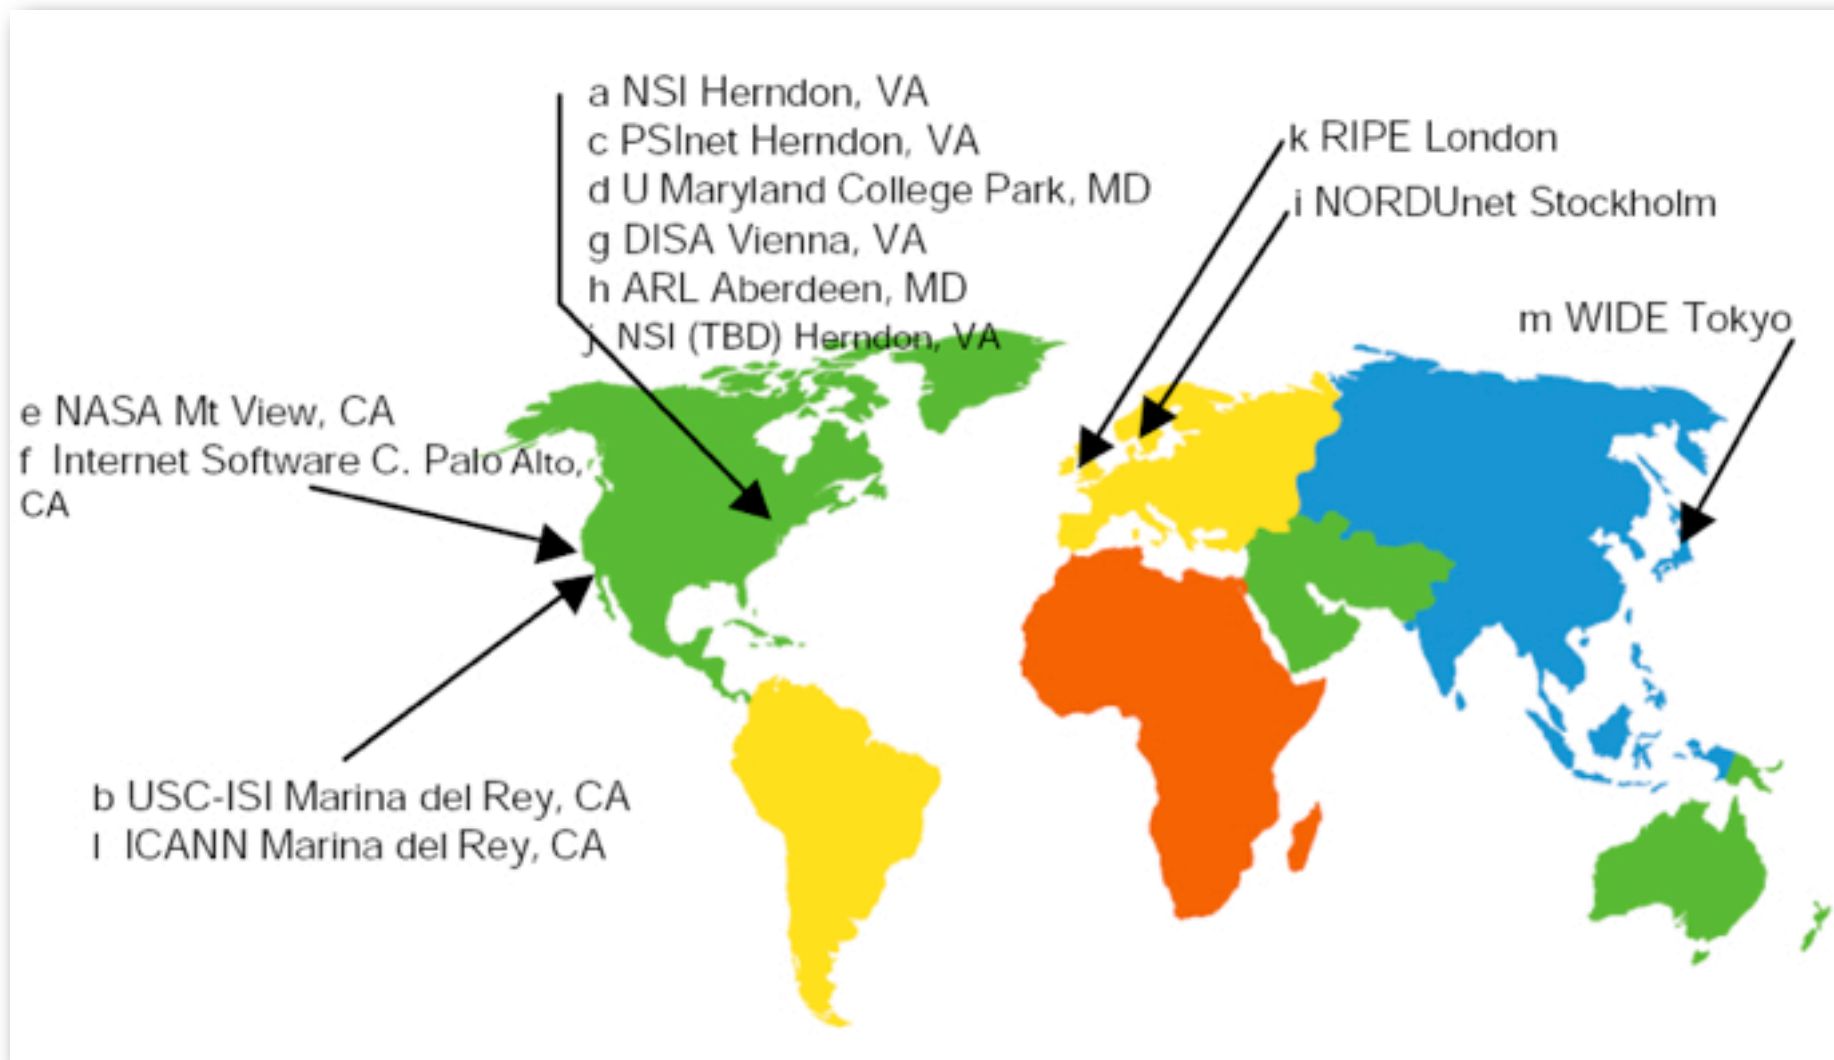 a NSI Herndon, VA
c PSInet Herndon, VA
d U Maryland College Park, MD
g DISA Vienna, VA
h ARL Aberdeen, MD
j NSI (TBD) Herndon, VA
k RIPE London
i NORDUnet Stockholm
m WIDE Tokyo
e NASA Mt View, CA
f Internet Software C. Palo Alto,
CA
b USC-ISI Marina del Rey, CA
l ICANN Marina del Rey, CA